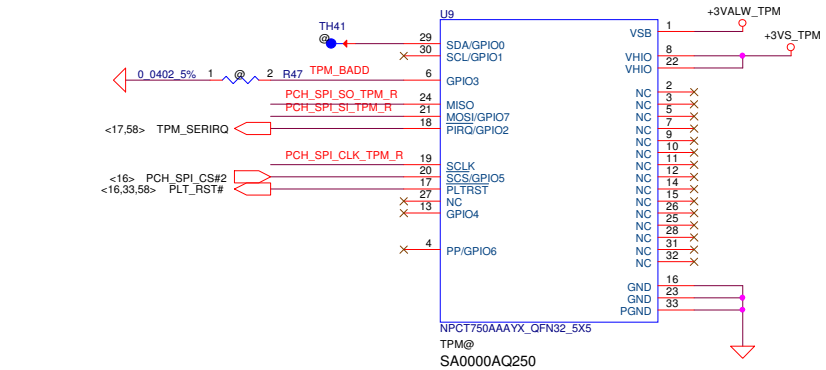 U9
+3VALW_TPM
TH41
@
29 SDA/GPIO0
30 SCL/GPIO1
VSB 1
+3VS_TPM
VHIO 8
VHIO 22
0_0402_5% 1 @ 2 R47 TPM_BADD 6 GPIO3
PCH_SPI_SO_TPM_R 24 MISO
PCH_SPI_SI_TPM_R 21 MOSI/GPIO7
<17,58> TPM_SERIRQ 18 PIRQ/GPIO2
PCH_SPI_CLK_TPM_R 19 SCLK
<16> PCH_SPI_CS#2 20 SCS/GPIO5
<16,33,58> PLT_RST# 17 PLTRST
27 NC
13 GPIO4
4 PP/GPIO6
NC 2
NC 3
NC 5
NC 7
NC 9
NC 10
NC 11
NC 12
NC 14
NC 15
NC 26
NC 25
NC 28
NC 31
NC 32
GND 16
GND 23
PGND 33
NPCT750AAAYX_QFN32_5X5
TPM@
SA0000AQ250